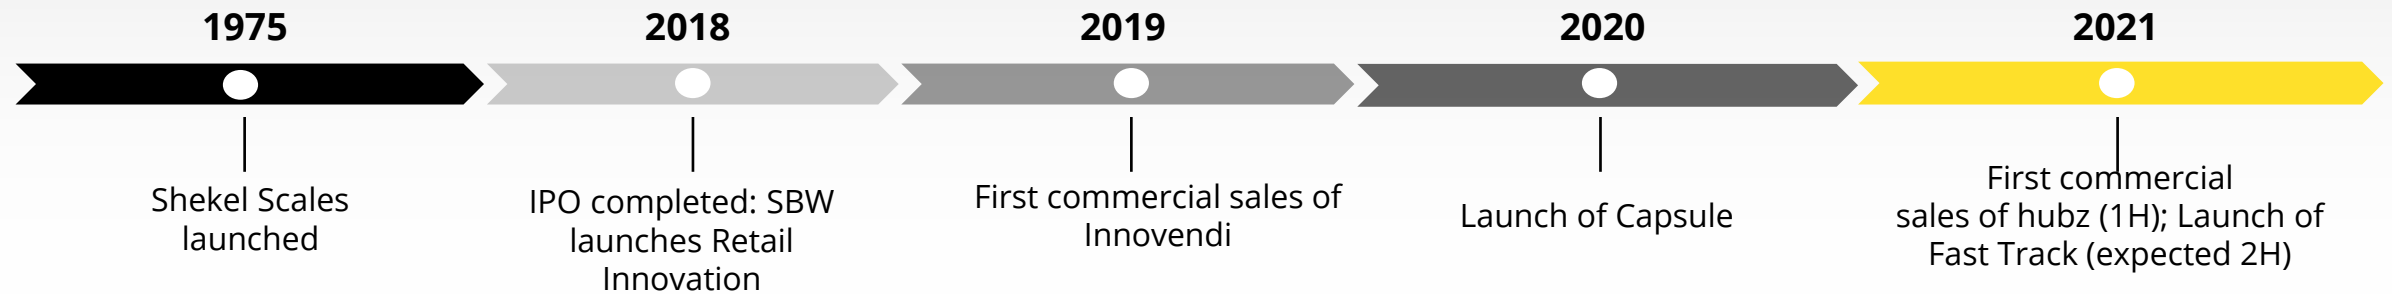 1975
Shekel Scales
launched
2018
IPO completed: SBW
launches Retail
Innovation
2019
First commercial sales of
Innovendi
2020
Launch of Capsule
2021
First commercial
sales of hubz (1H); Launch of
Fast Track (expected 2H)